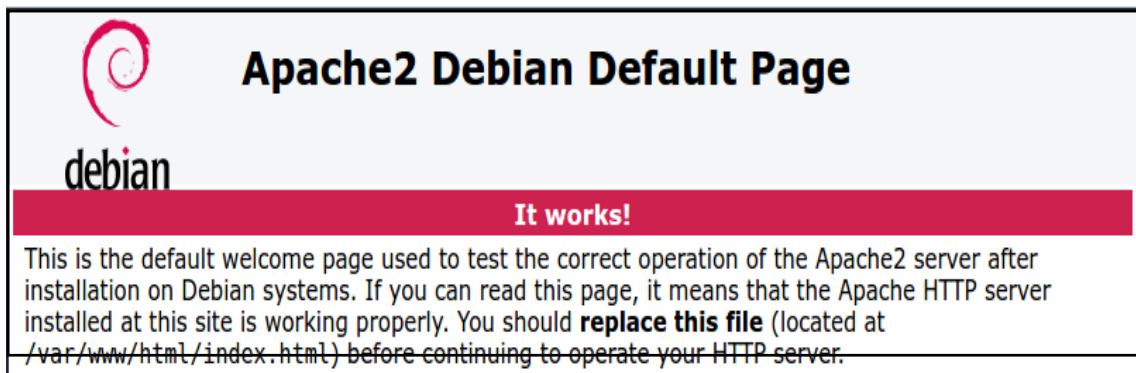 debian
Apache2 Debian Default Page
It works!
This is the default welcome page used to test the correct operation of the Apache2 server after
installation on Debian systems. If you can read this page, it means that the Apache HTTP server
installed at this site is working properly. You should replace this file (located at
/var/www/html/index.html) before continuing to operate your HTTP server.